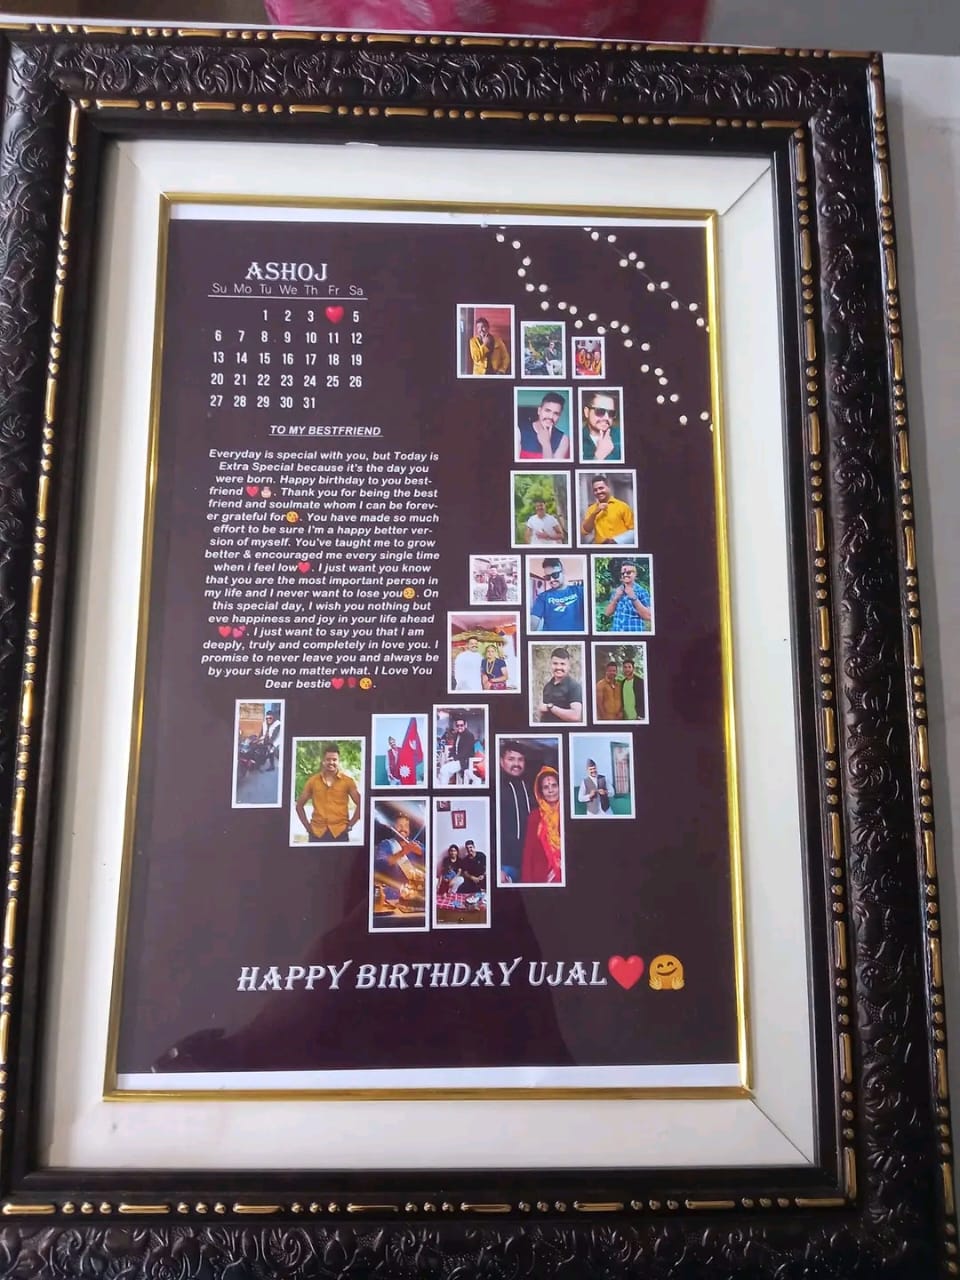 ASHOJ
Su Mo Tu We Th Fr Sa
1 2 3 ❤️ 5
6 7 8 9 10 11 12
13 14 15 16 17 18 19
20 21 22 23 24 25 26
27 28 29 30 31
TO MY BESTFRIEND
Everyday is special with you, but Today is
Extra Special because it's the day you
were born. Happy birthday to you best-
friend ❤️🎂. Thank you for being the best
friend and soulmate whom I can be forev-
er grateful for😘. You have made so much
effort to be sure I'm a happy better ver-
sion of myself. You've taught me to grow
better & encouraged me every single time
when i feel low❤️. I just want you know
that you are the most important person in
my life and I never want to lose you🥺. On
this special day, I wish you nothing but
eve happiness and joy in your life ahead
❤️💕. I just want to say you that I am
deeply, truly and completely in love you. I
promise to never leave you and always be
by your side no matter what. I Love You
Dear bestie❤️🌹😘.
Reebok
HAPPY BIRTHDAY UJAL❤️🤗